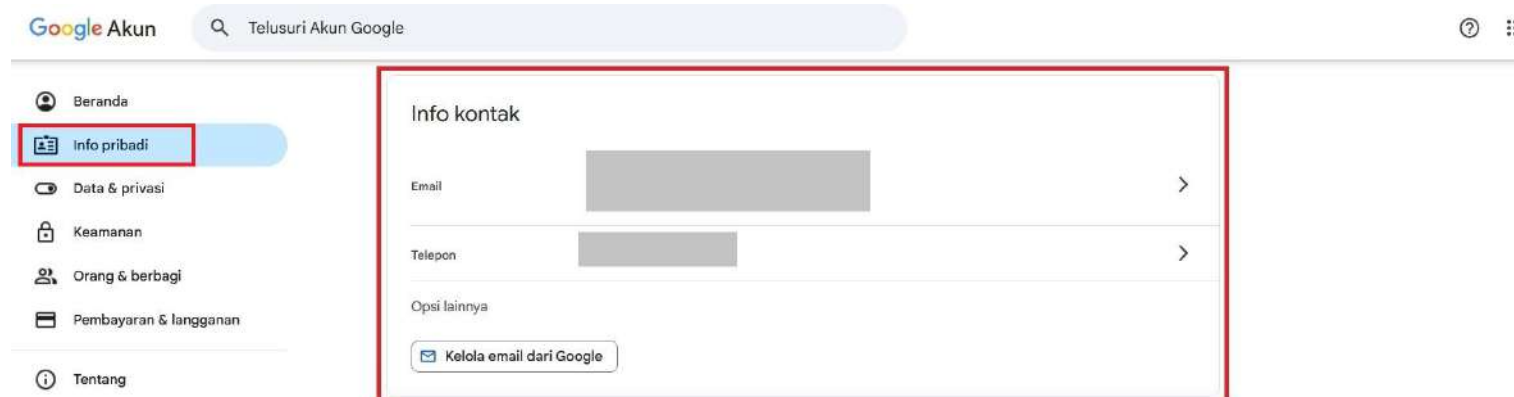 Google Akun
Telusuri Akun Google
Beranda
Info pribadi
Data & privasi
Keamanan
Orang & berbagi
Pembayaran & langganan
Tentang
Info kontak
Email
Telepon
Opsi lainnya
Kelola email dari Google